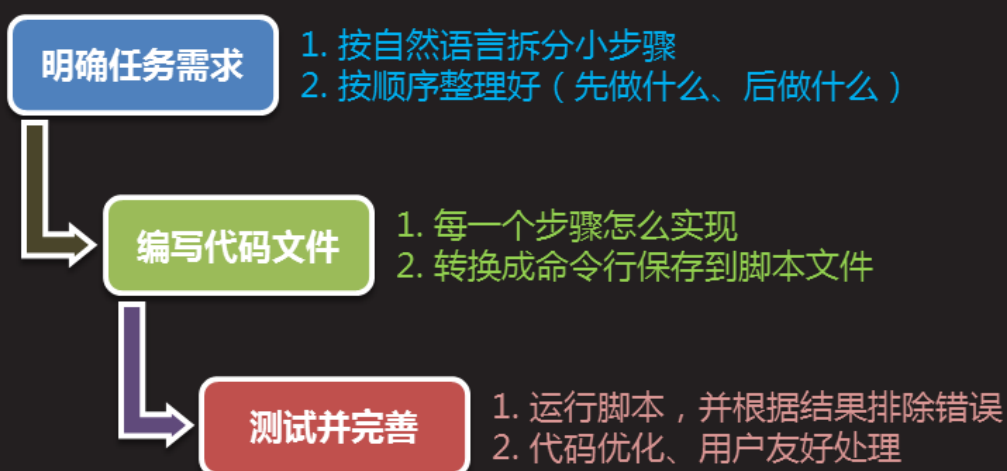 明确任务需求
1. 按自然语言拆分小步骤
2. 按顺序整理好（先做什么、后做什么）
编写代码文件
1. 每一个步骤怎么实现
2. 转换成命令行保存到脚本文件
测试并完善
1. 运行脚本，并根据结果排除错误
2. 代码优化、用户友好处理